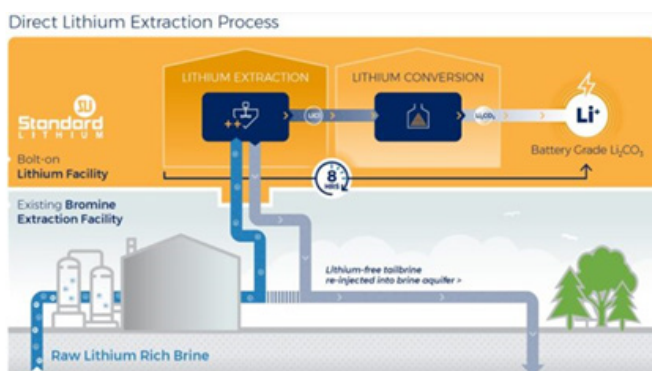 Direct Lithium Extraction Process
LITHIUM EXTRACTION
LITHIUM CONVERSION
SLI
Standard
LITHIUM
++
LiCl
Li₂CO₃
Li⁺
Battery Grade Li₂CO₃
Bolt-on
Lithium Facility
8
HRS
Existing Bromine
Extraction Facility
Lithium-free tailbrine
re-injected into brine aquifer >
Raw Lithium Rich Brine